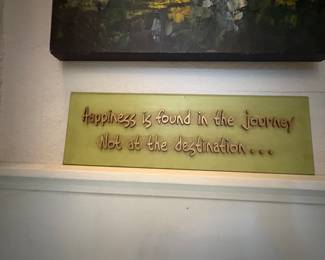 Happiness is found in the journey
Not at the destination...